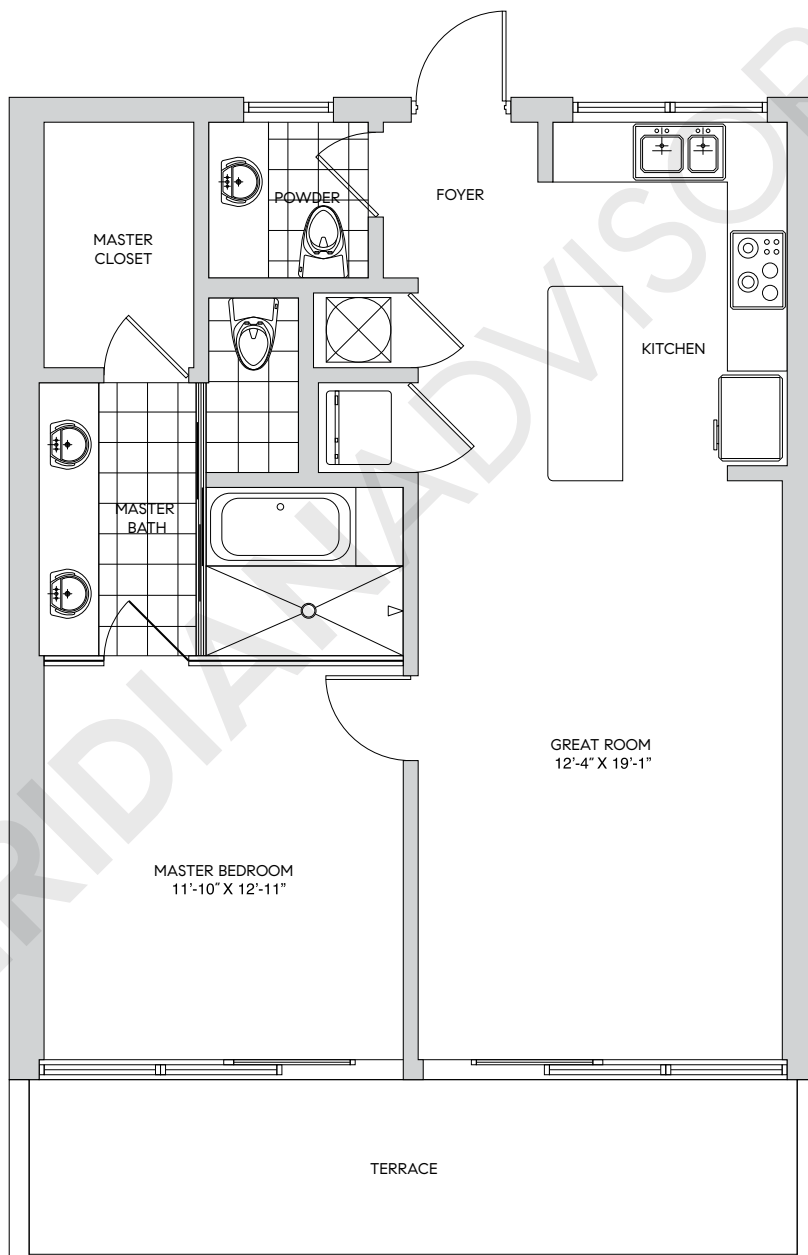 POWDER
FOYER
MASTER
CLOSET
KITCHEN
MASTER
BATH
GREAT ROOM
12'-4" X 19'-1"
MASTER BEDROOM
11'-10" X 12'-11"
TERRACE
RIDIANADVISOR